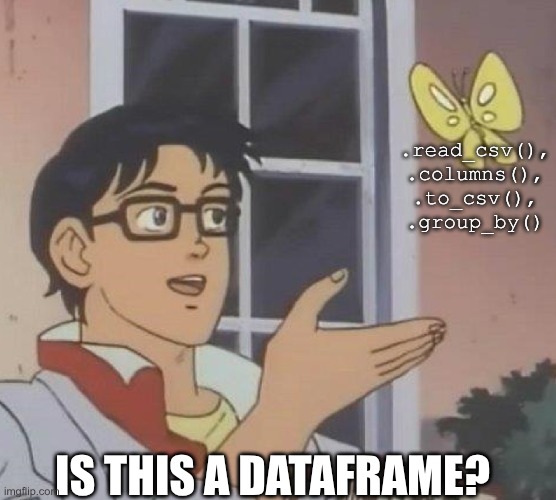 .read_csv(),
.columns(),
.to_csv(),
.group_by()
IS THIS A DATAFRAME?
imgflip.com